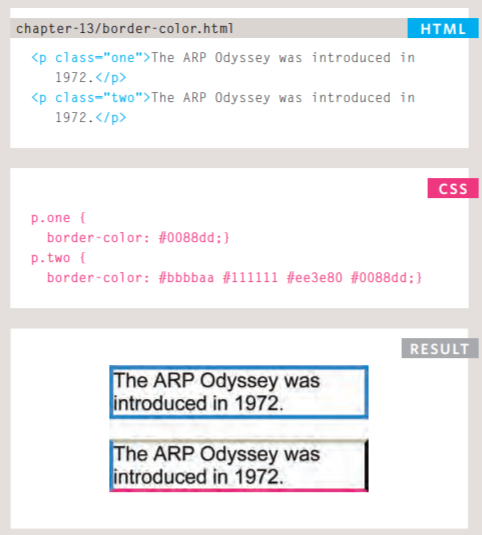 chapter-13/border-color.html
HTML
<p class="one">The ARP Odyssey was introduced in
1972.</p>
<p class="two">The ARP Odyssey was introduced in
1972.</p>
CSS
p.one {
border-color: #0088dd;}
p.two {
border-color: #bbbbaa #111111 #ee3e80 #0088dd;}
RESULT
The ARP Odyssey was
introduced in 1972.
The ARP Odyssey was
introduced in 1972.